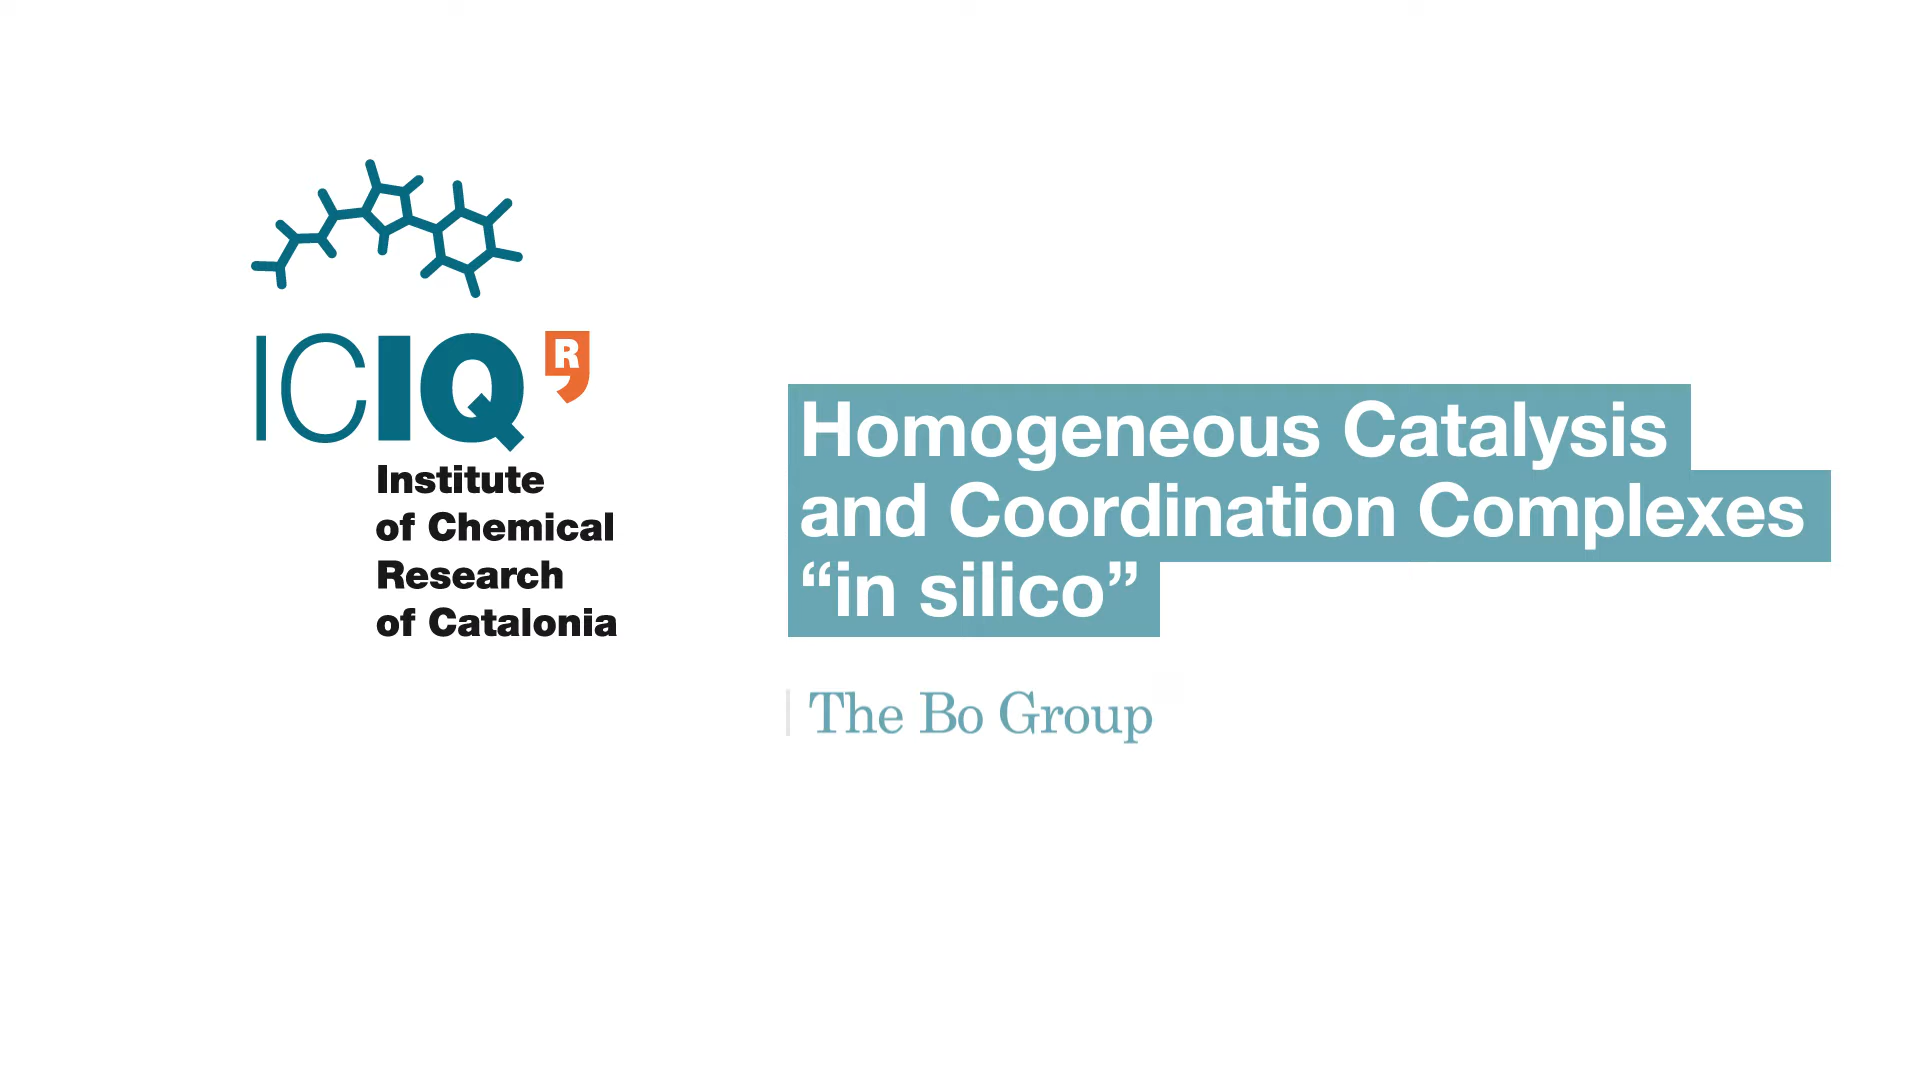 ICIQ
R
Institute
of Chemical
Research
of Catalonia
Homogeneous Catalysis
and Coordination Complexes
“in silico”
The Bo Group